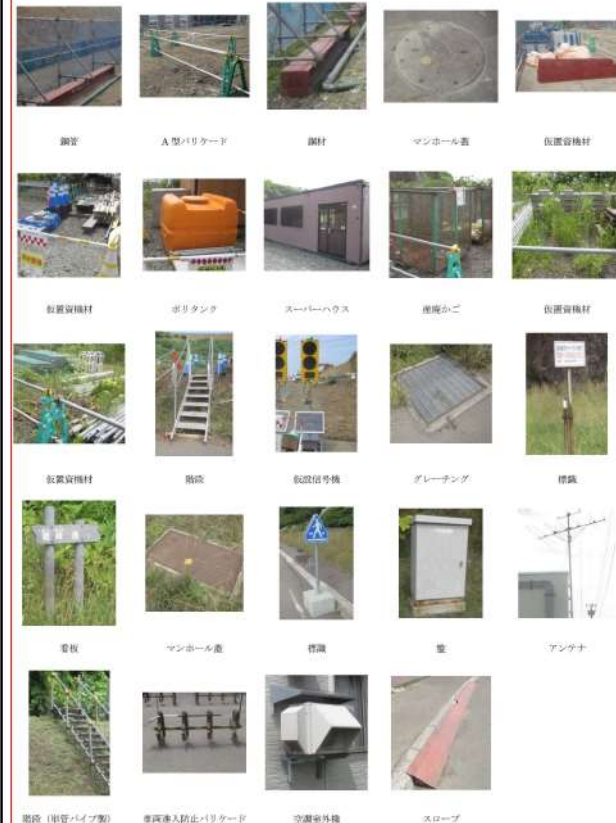 鋼管
A 型バリケード
鋼材
マンホール蓋
仮置資機材
仮置資機材
ポリタンク
スーパーハウス
産廃かご
仮置資機材
仮置資機材
階段
仮設信号機
グレーチング
標識
看板
マンホール蓋
標識
盤
アンテナ
階段（単管パイプ製）
車両進入防止バリケード
空調室外機
スロープ